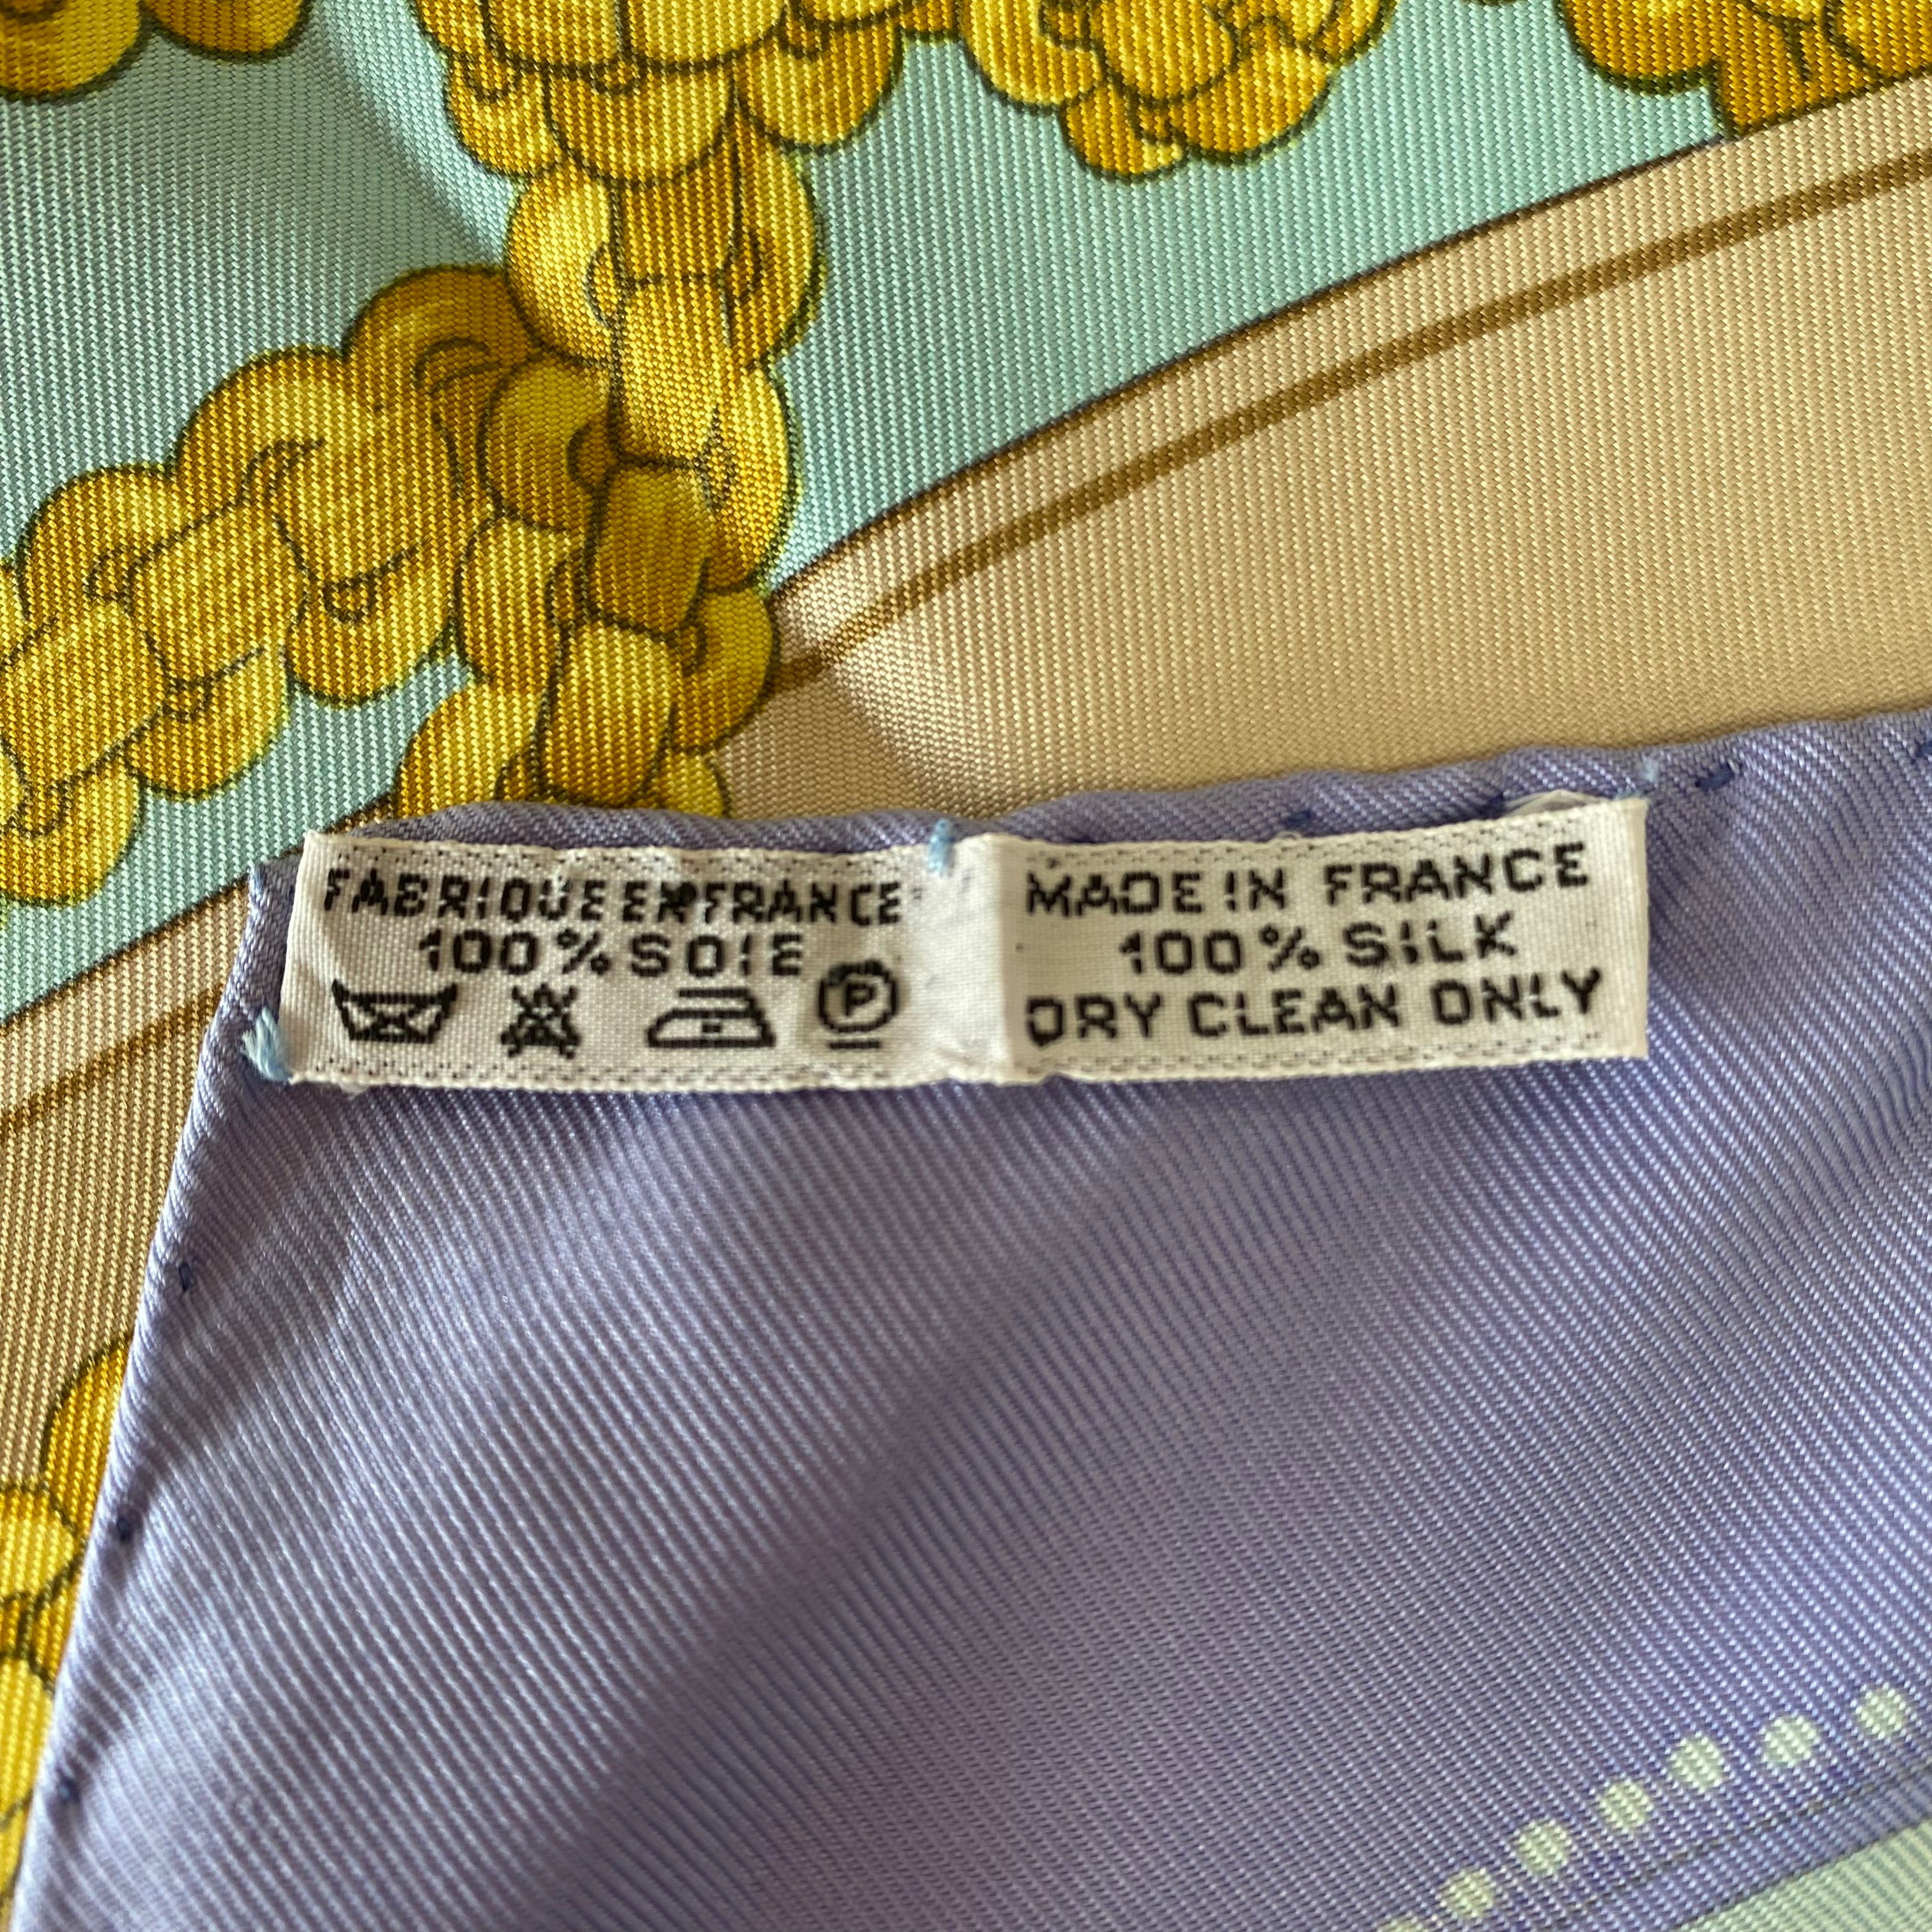 FABRIQUE EN FRANCE
100% SOIE
P
MADE IN FRANCE
100% SILK
DRY CLEAN ONLY